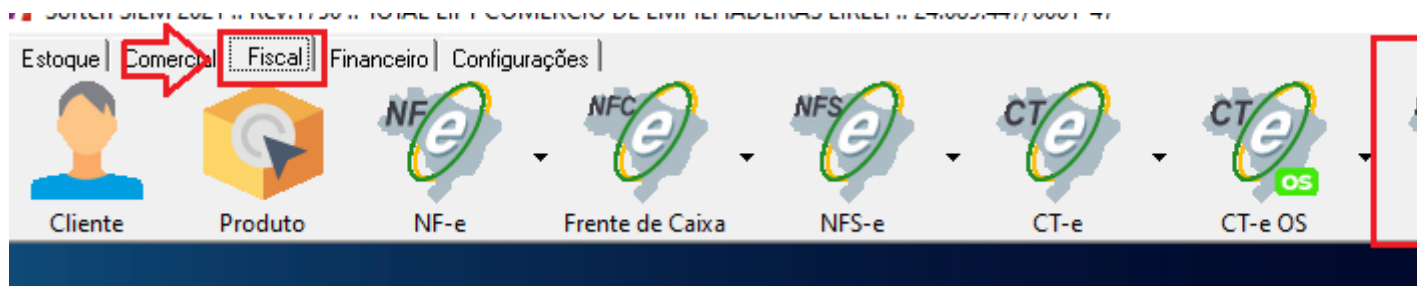 Estoque Comercial Fiscal Financeiro Configurações
NF e NFC e NFS e CT e CT e
os
Cliente Produto NF-e Frente de Caixa NFS-e CT-e CT-e OS